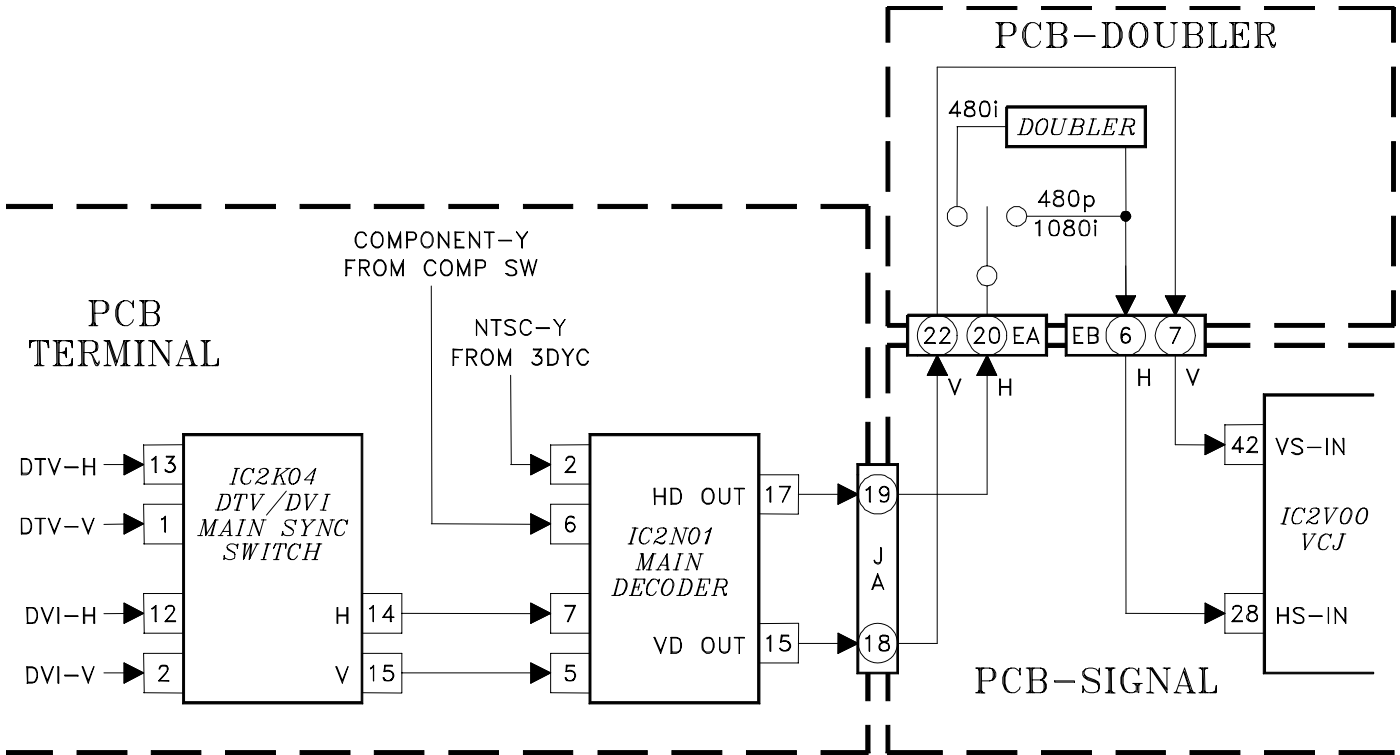 PCB-DOUBLER
480i
DOUBLER
480p
1080i
22
20
EA
EB
6
7
V
H
H
V
PCB
TERMINAL
COMPONENT-Y
FROM COMP SW
NTSC-Y
FROM 3DYC
DTV-H
13
DTV-V
1
DVI-H
12
DVI-V
2
IC2K04
DTV/DVI
MAIN SYNC
SWITCH
H
14
V
15
2
6
7
5
HD OUT
17
IC2N01
MAIN
DECODER
VD OUT
15
19
J
A
18
42
VS-IN
IC2V00
VCJ
28
HS-IN
PCB-SIGNAL